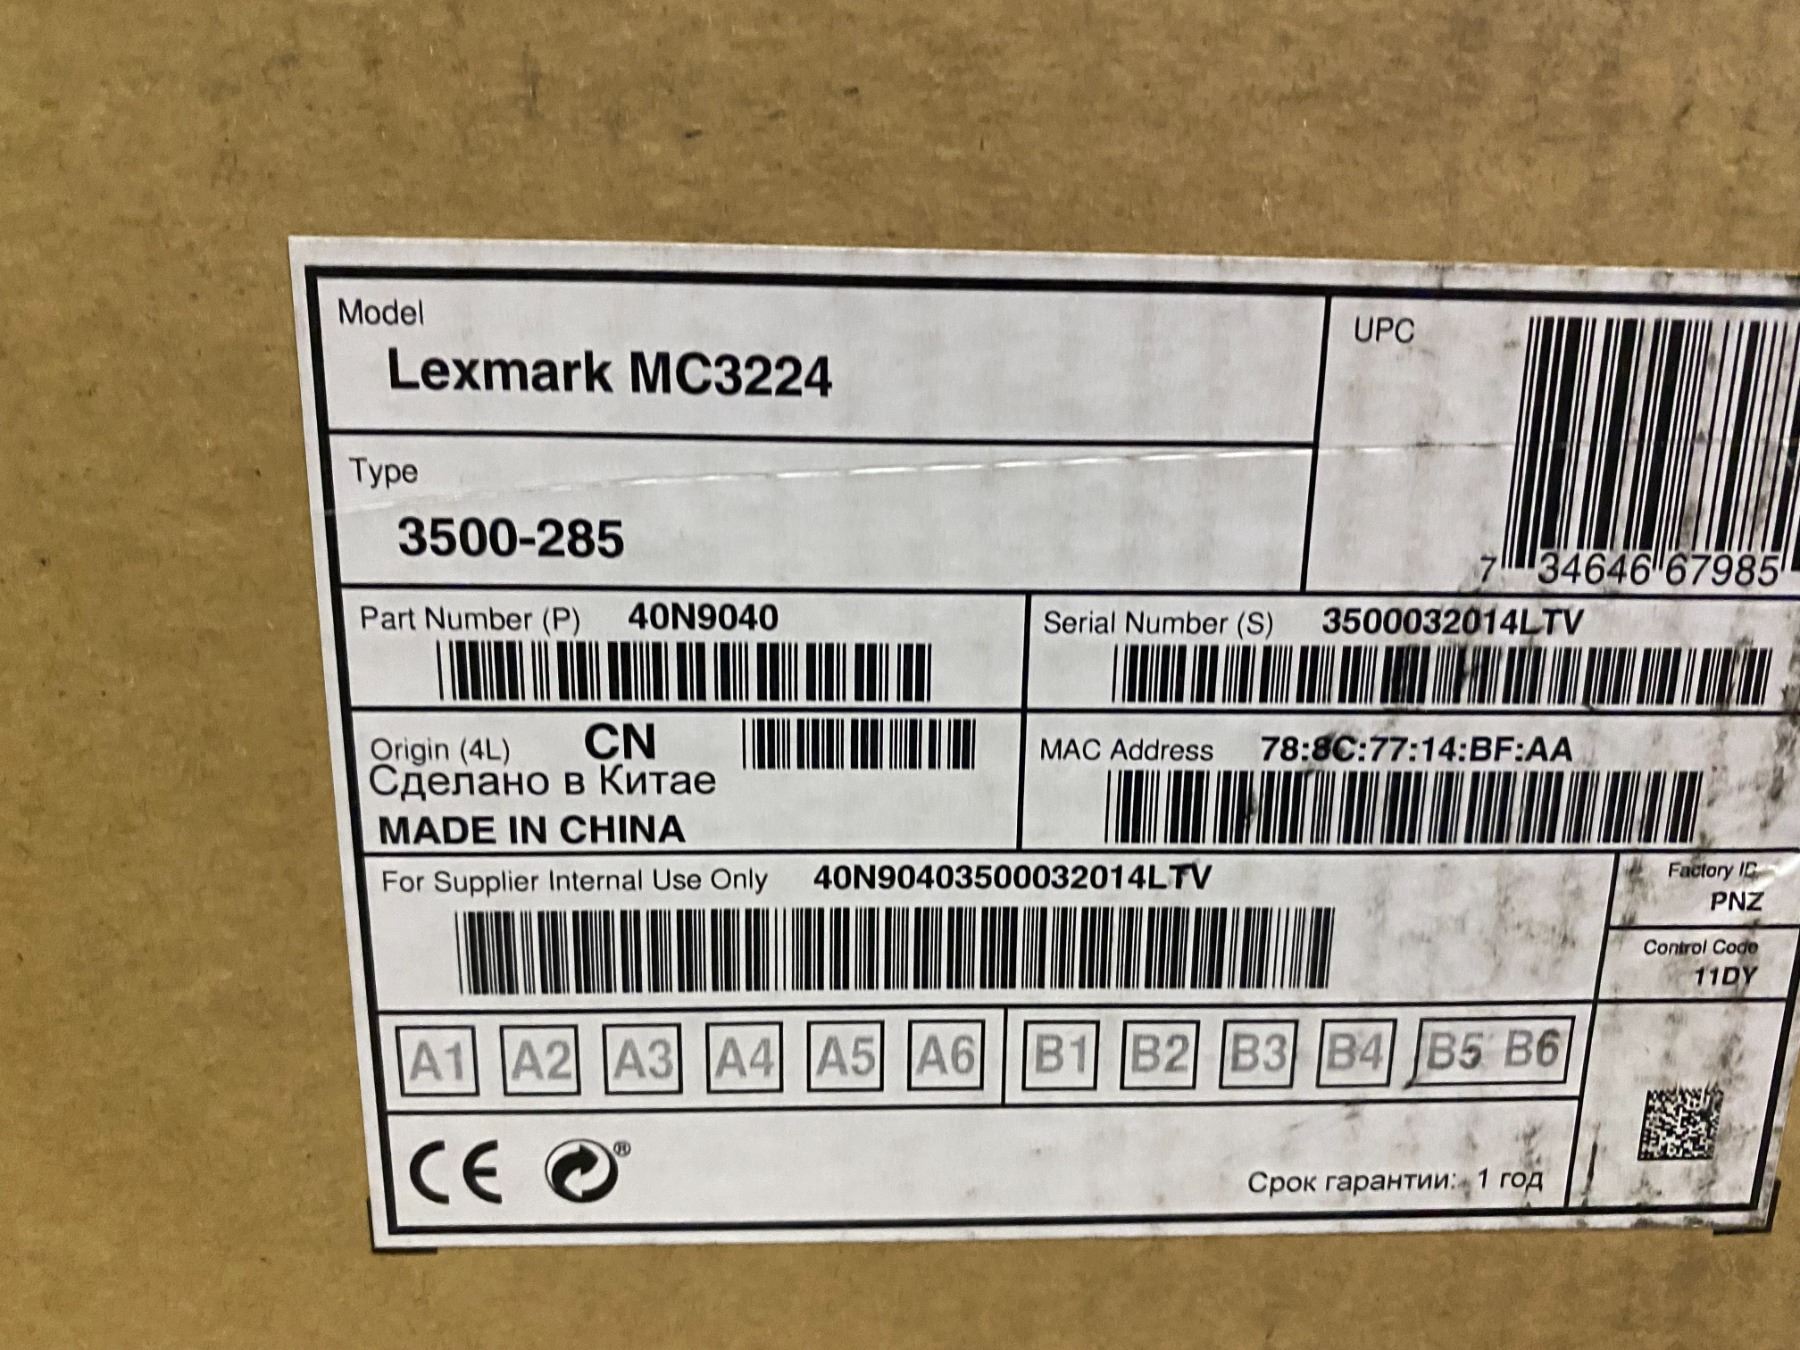 Model
Lexmark MC3224
UPC
Type
3500-285
7 34646 67985
Part Number (P) 40N9040
Serial Number (S) 3500032014LTV
Origin (4L) CN
Сделано в Китае
MADE IN CHINA
MAC Address 78:8C:77:14:BF:AA
For Supplier Internal Use Only 40N90403500032014LTV
Factory
PNZ
Control Code
11DY
A1 A2 A3 A4 A5 A6 B1 B2 B3 B4 B5 B6
CE ®
Срок гарантии: 1 год